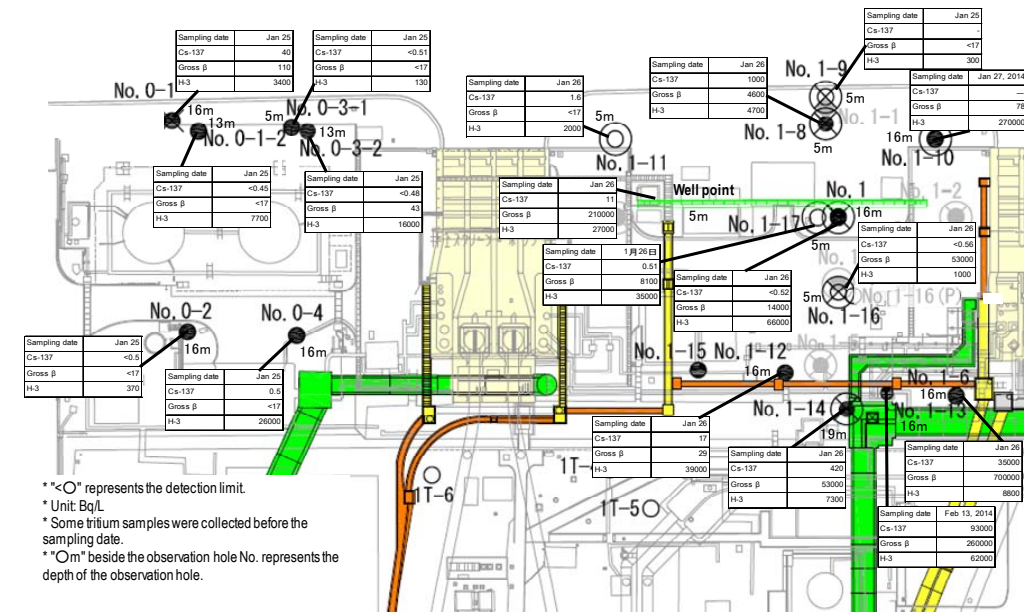 Sampling date Jan 25
Cs-137 40
Gross β 110
H-3 3400
Sampling date Jan 25
Cs-137 <0.51
Gross β <17
H-3 130
Sampling date Jan 25
Cs-137 -
Gross β <17
H-3 300
Sampling date Jan 26
Cs-137 1000
Gross β 4600
H-3 4700
Sampling date Jan 26
Cs-137 1.6
Gross β <17
H-3 2000
Sampling date Jan 27, 2014
Cs-137 —
Gross β 78
H-3 270000
No. 0-1
16m
13m
No. 0-1-2
No. 0-3-1
5m
13m
No. 0-3-2
No. 1-11
No. 1-9
5m
No. 1-1
No. 1-8
5m
16m
No. 1-10
Sampling date Jan 25
Cs-137 <0.45
Gross β <17
H-3 7700
Sampling date Jan 25
Cs-137 <0.48
Gross β 43
H-3 16000
Sampling date Jan 26
Cs-137 11
Gross β 210000
H-3 27000
Well point
5m
No. 1
16m
No. 1-2
No. 1-17
5m
Sampling date 1月26日
Cs-137 0.51
Gross β 8100
H-3 35000
Sampling date Jan 26
Cs-137 <0.52
Gross β 14000
H-3 66000
Sampling date Jan 26
Cs-137 <0.56
Gross β 53000
H-3 1000
5m
No. 1-16(P)
No. 1-16
No. 0-2
16m
No. 0-4
16m
Sampling date Jan 25
Cs-137 <0.5
Gross β <17
H-3 370
Sampling date Jan 25
Cs-137 0.5
Gross β <17
H-3 26000
No. 1-15
No. 1-12
16m
No. 1-6
16m
No. 1-13
16m
No. 1-14
19m
Sampling date Jan 26
Cs-137 17
Gross β 29
H-3 39000
Sampling date Jan 26
Cs-137 420
Gross β 53000
H-3 7300
Sampling date Jan 26
Cs-137 35000
Gross β 700000
H-3 8800
Sampling date Feb 13, 2014
Cs-137 93000
Gross β 260000
H-3 62000
1T-6
1T-
1T-5
* "<○" represents the detection limit.
* Unit: Bq/L
* Some tritium samples were collected before the
sampling date.
* "○m" beside the observation hole No. represents the
depth of the observation hole.